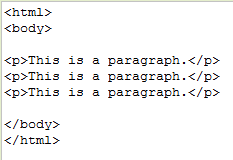 <html>
<body>

<p>This is a paragraph.</p>
<p>This is a paragraph.</p>
<p>This is a paragraph.</p>

</body>
</html>